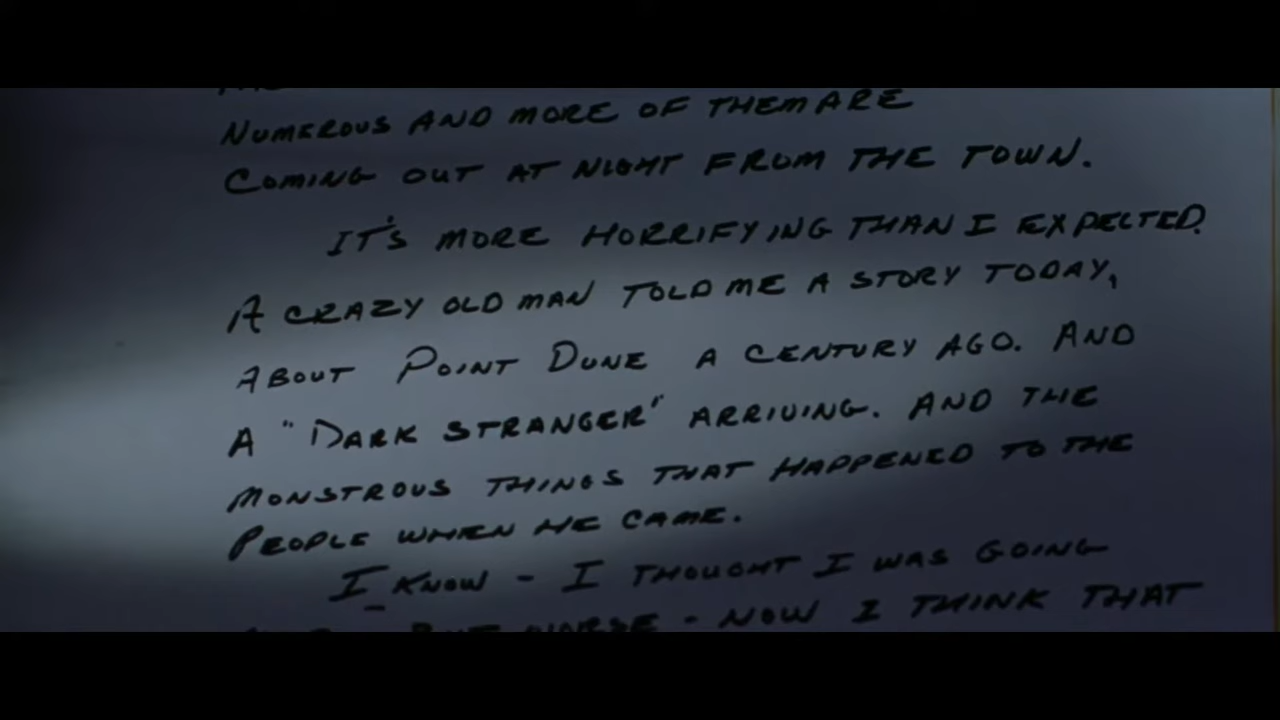 NUMEROUS AND MORE OF THEM ARE
COMING OUT AT NIGHT FROM THE TOWN.
IT'S MORE HORRIFYING THAN I EXPECTED.
A CRAZY OLD MAN TOLD ME A STORY TODAY,
ABOUT POINT DUNE A CENTURY AGO. AND
A "DARK STRANGER" ARRIVING. AND THE
MONSTROUS THINGS THAT HAPPENED TO THE
PEOPLE WHEN HE CAME.
I KNOW - I THOUGHT I WAS GOING
WORSE - NOW I THINK THAT